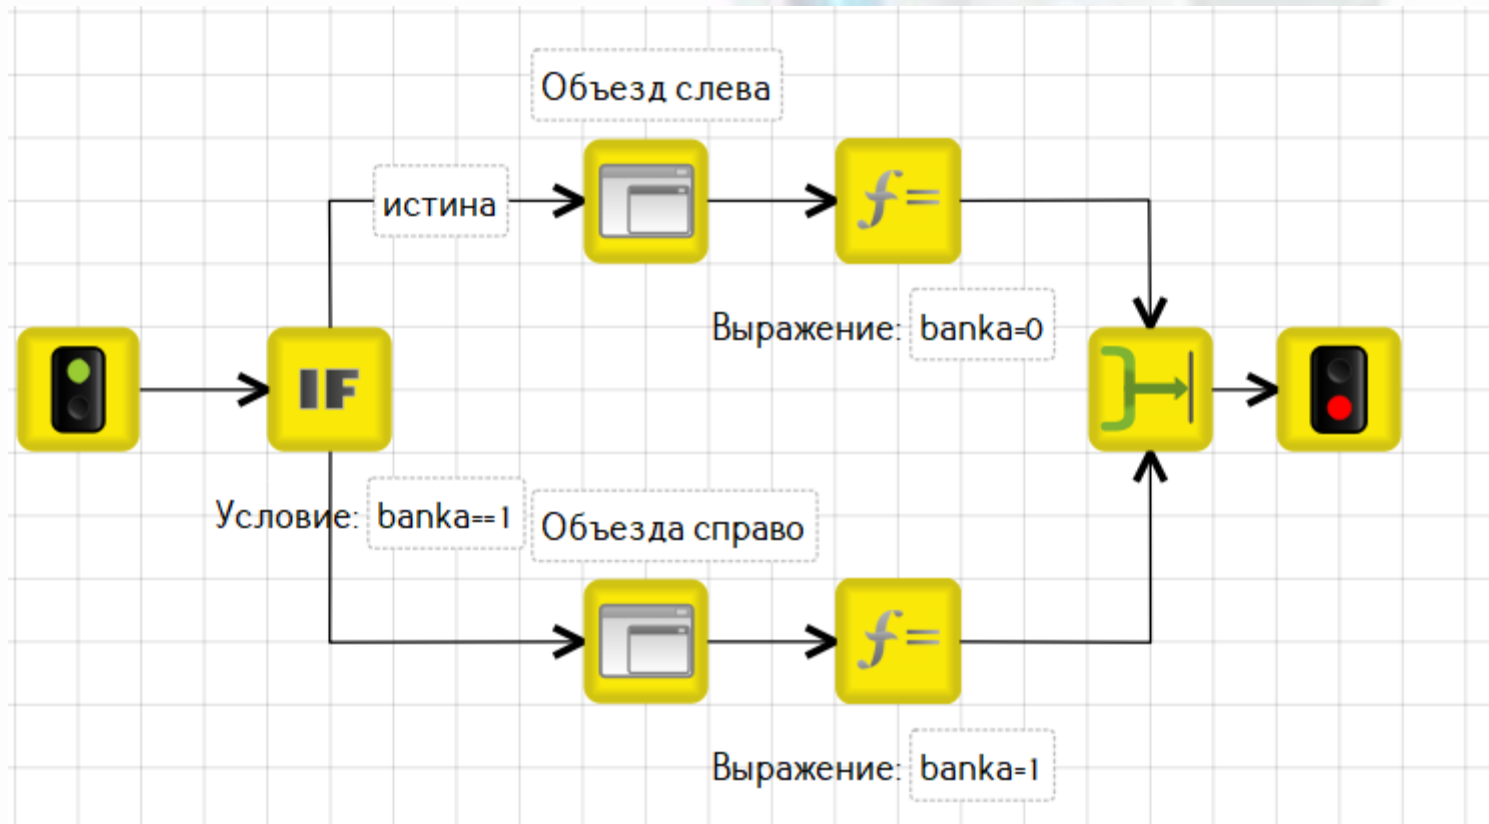 Объезд слева
истина
IF
f=
Выражение: banka=0
Условие: banka==1
Объезда справо
f=
Выражение: banka=1